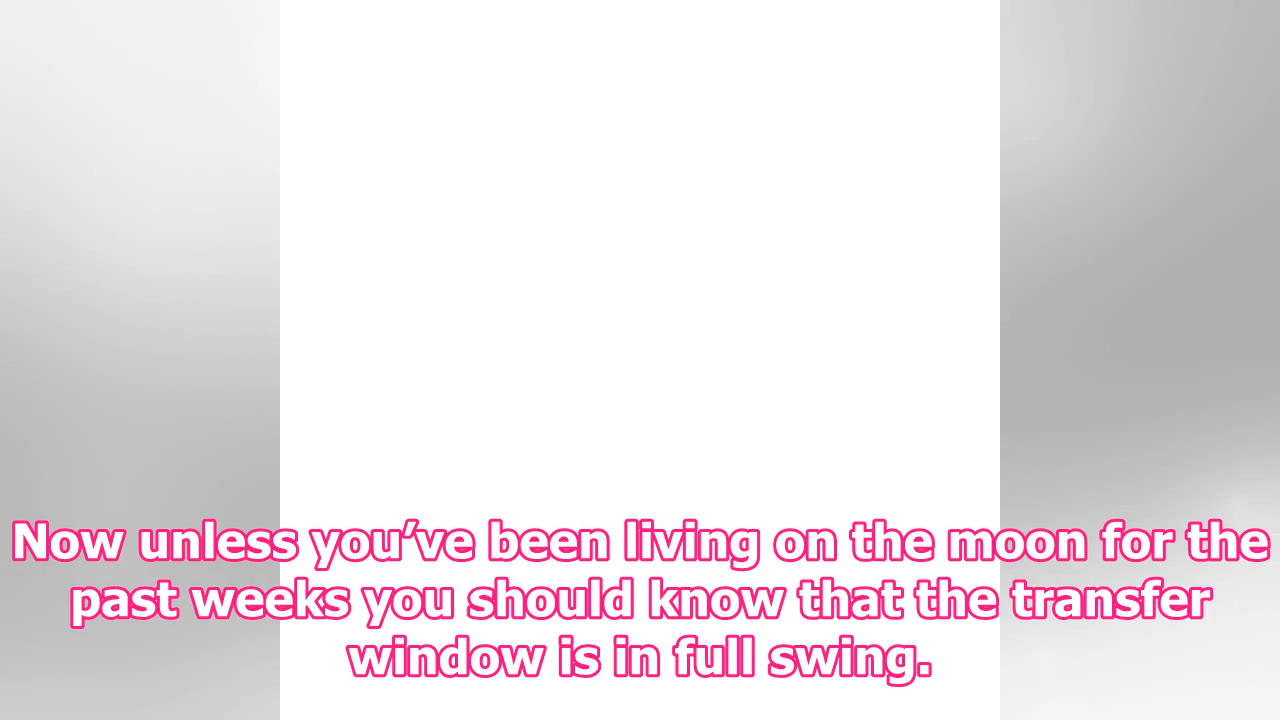 Now unless you’ve been living on the moon for the
past weeks you should know that the transfer
window is in full swing.